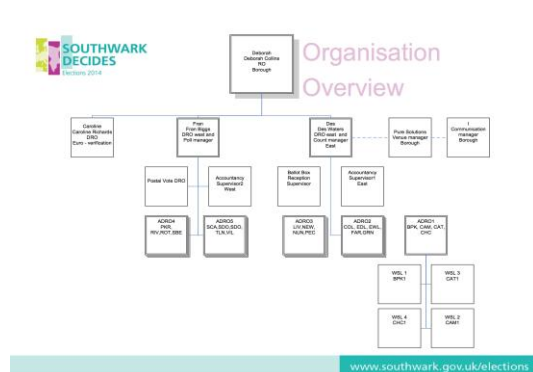 SOUTHWARK
DECIDES
Elections 2014
Organisation
Overview
Deborah
Deborah Collins
RO
Borough
Caroline
Caroline Richards
DRO
Euro - verification
Fran
Fran Biggs
DRO west and
Poll manager
Des
Des Waters
DRO east and
Count manager
East
Pure Solutions
Venue manager
Borough
Communication
manager
Borough
Postal Vote DRO
Accountancy
Supervisor2
West
Ballot Box
Reception
Supervisor
Accountancy
Supervisor1
East
ADRO4
PKR,
RIV,ROT,SBE
ADRO5
SCA,SDO,SDO,
TLN,VIL
ADRO3
LIV,NEW,
NUN,PEC
ADRO2
COL, EDL, EWL,
FAR,GRN
ADRO1
BPK, CAM, CAT,
CHC
WSL 1
BPK1
WSL 3
CAT1
WSL 4
CHC1
WSL 2
CAM1
www.southwark.gov.uk/elections